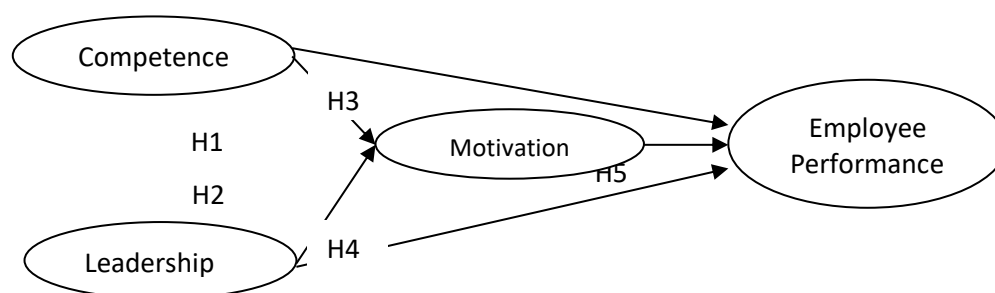 Competence
H3
Employee
Performance
H1
Motivation
H5
H2
H4
Leadership